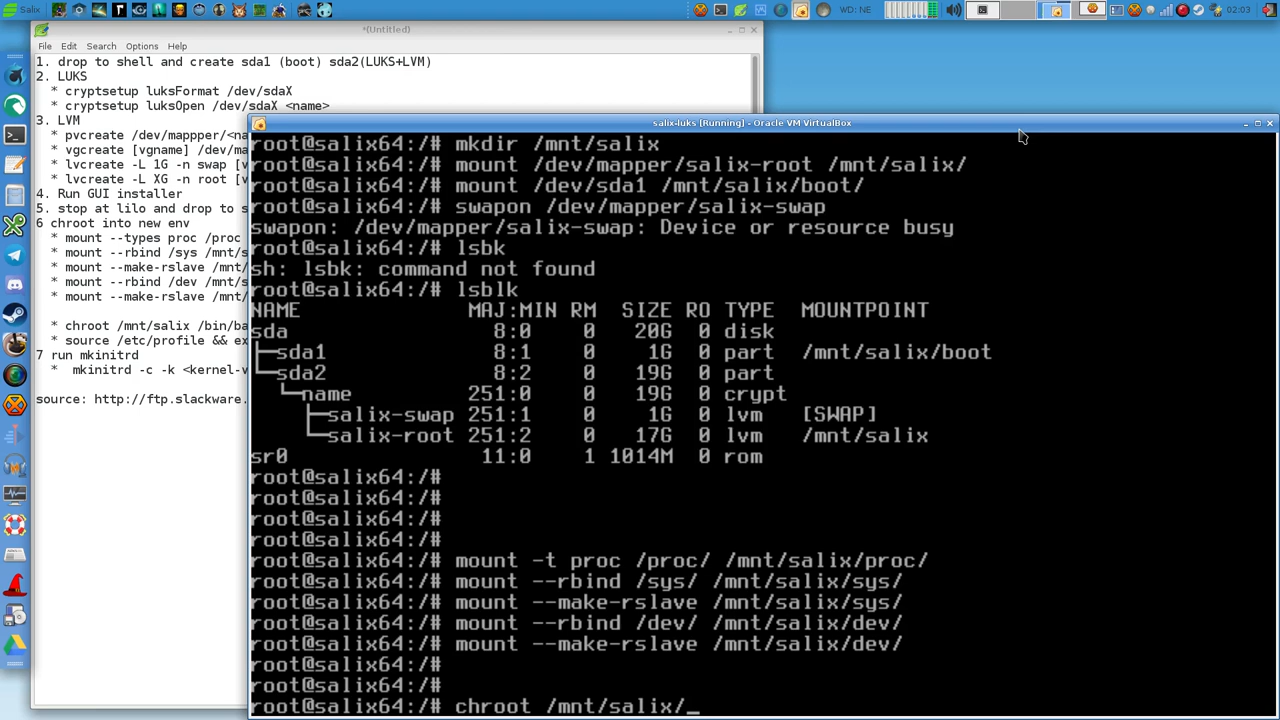 Salix
WD: NE
02:03
*(Untitled)
File Edit Search Options Help
1. drop to shell and create sda1 (boot) sda2(LUKS+LVM)
2. LUKS
* cryptsetup luksFormat /dev/sdaX
* cryptsetup luksOpen /dev/sdaX <name>
3. LVM
* pvcreate /dev/mappper/<na
* vgcreate [vgname] /dev/ma
* lvcreate -L 1G -n swap [v
* lvcreate -L XG -n root [v
4. Run GUI installer
5. stop at lilo and drop to s
6 chroot into new env
* mount --types proc /proc
* mount --rbind /sys /mnt/s
* mount --make-rslave /mnt/
* mount --rbind /dev /mnt/s
* mount --make-rslave /mnt/
* chroot /mnt/salix /bin/ba
* source /etc/profile && ex
7 run mkinitrd
* mkinitrd -c -k <kernel-v
source: http://ftp.slackware.
salix-luks [Running] - Oracle VM VirtualBox
root@salix64:/# mkdir /mnt/salix
root@salix64:/# mount /dev/mapper/salix-root /mnt/salix/
root@salix64:/# mount /dev/sda1 /mnt/salix/boot/
root@salix64:/# swapon /dev/mapper/salix-swap
swapon: /dev/mapper/salix-swap: Device or resource busy
root@salix64:/# lsbk
sh: lsbk: command not found
root@salix64:/# lsblk
NAME MAJ:MIN RM SIZE RO TYPE MOUNTPOINT
sda 8:0 0 20G 0 disk
├─sda1 8:1 0 1G 0 part /mnt/salix/boot
└─sda2 8:2 0 19G 0 part
└─name 251:0 0 19G 0 crypt
├─salix-swap 251:1 0 1G 0 lvm [SWAP]
└─salix-root 251:2 0 17G 0 lvm /mnt/salix
sr0 11:0 1 1014M 0 rom
root@salix64:/#
root@salix64:/#
root@salix64:/#
root@salix64:/#
root@salix64:/# mount -t proc /proc/ /mnt/salix/proc/
root@salix64:/# mount --rbind /sys/ /mnt/salix/sys/
root@salix64:/# mount --make-rslave /mnt/salix/sys/
root@salix64:/# mount --rbind /dev/ /mnt/salix/dev/
root@salix64:/# mount --make-rslave /mnt/salix/dev/
root@salix64:/#
root@salix64:/#
root@salix64:/# chroot /mnt/salix/_